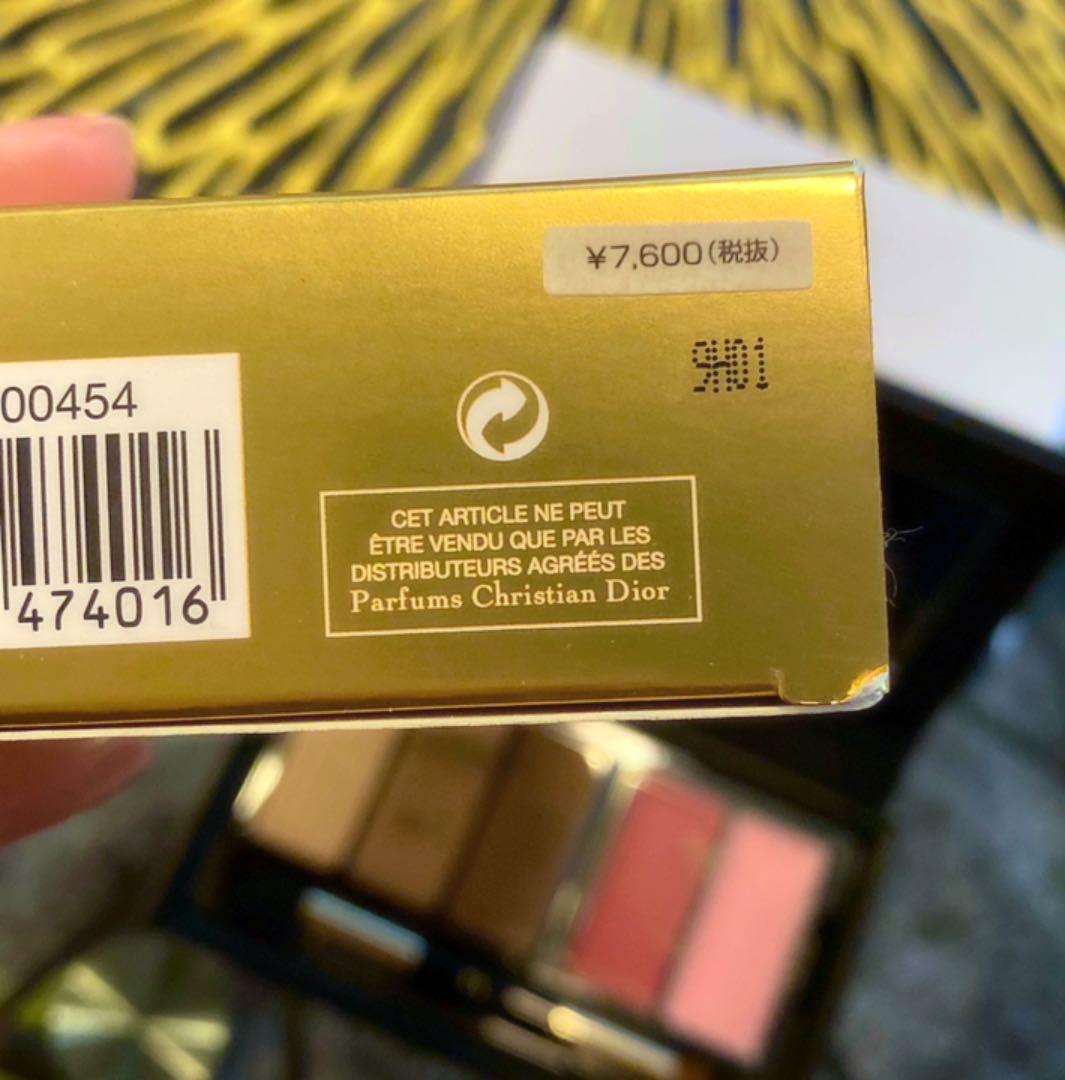 ¥7,600(税抜)
9H01
00454
474016
CET ARTICLE NE PEUT
ÊTRE VENDU QUE PAR LES
DISTRIBUTEURS AGRÉÉS DES
Parfums Christian Dior